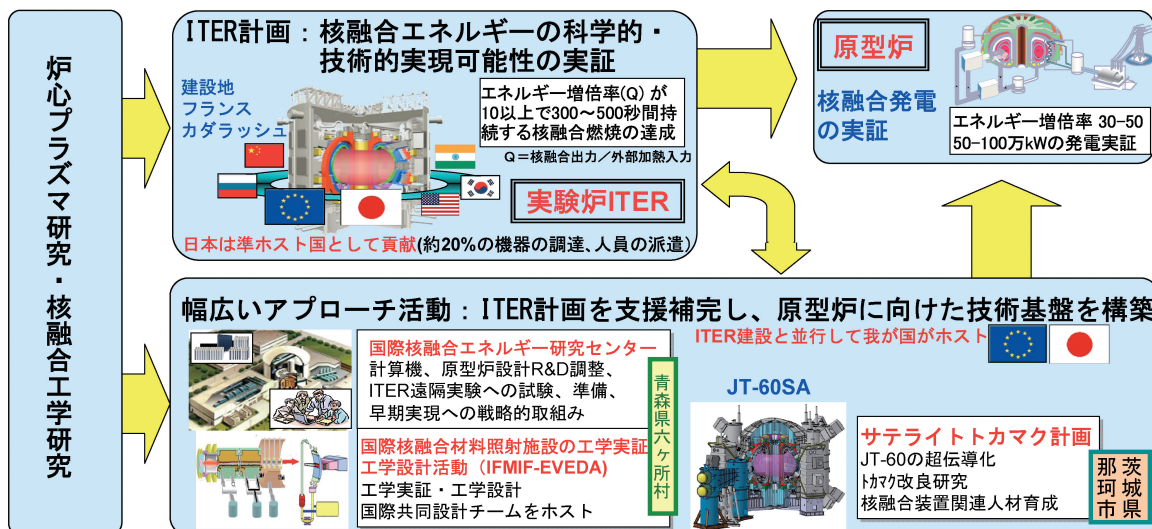 炉心プラズマ研究・核融合工学研究
ITER計画：核融合エネルギーの科学的・
技術的実現可能性の実証
建設地
フランス
カダラッシュ
エネルギー増倍率(Q) が
10以上で300～500秒間持
続する核融合燃焼の達成
Q＝核融合出力／外部加熱入力
実験炉ITER
日本は準ホスト国として貢献(約20%の機器の調達、人員の派遣)
原型炉
核融合発電
の実証
エネルギー増倍率 30-50
50-100万kWの発電実証
幅広いアプローチ活動：ITER計画を支援補完し、原型炉に向けた技術基盤を構築
ITER建設と並行して我が国がホスト
国際核融合エネルギー研究センター
計算機、原型炉設計R&D調整、
ITER遠隔実験への試験、準備、
早期実現への戦略的取組み
国際核融合材料照射施設の工学実証
工学設計活動（IFMIF-EVEDA）
工学実証・工学設計
国際共同設計チームをホスト
青森県六ヶ所村
JT-60SA
サテライトトカマク計画
JT-60の超伝導化
ﾄｶﾏｸ改良研究
核融合装置関連人材育成
茨城県
那珂市